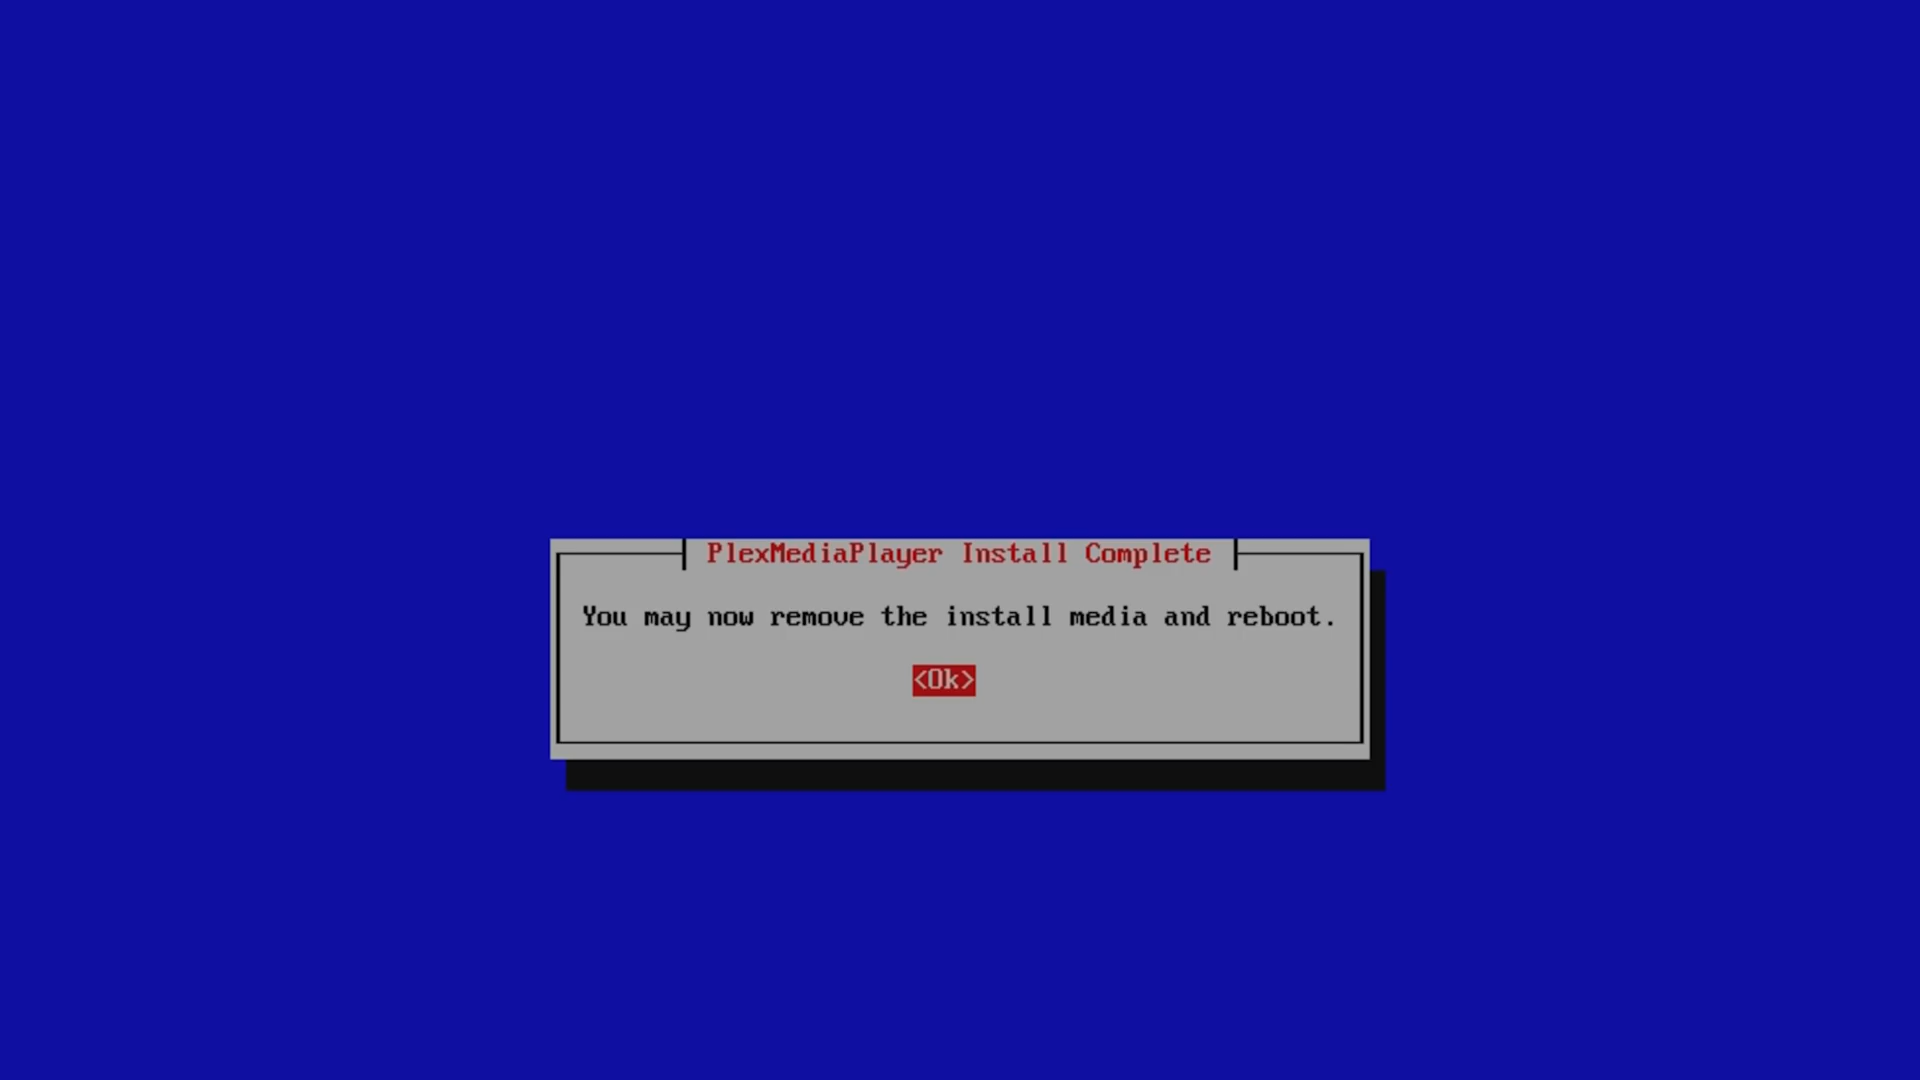 PlexMediaPlayer Install Complete
You may now remove the install media and reboot.
<Ok>